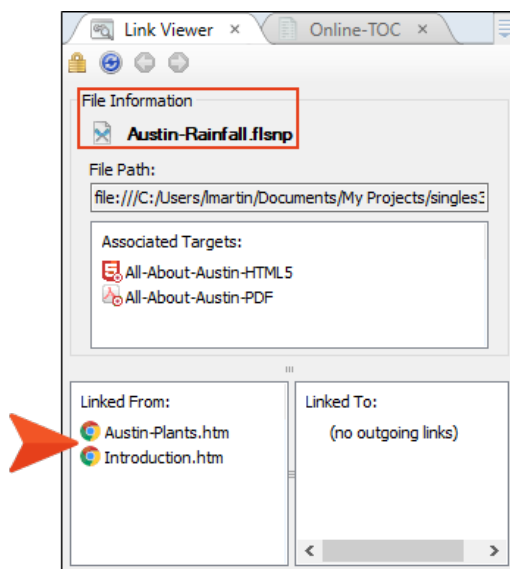 Link Viewer × Online-TOC ×
File Information
Austin-Rainfall.flsnp
File Path:
file:///C:/Users/lmartin/Documents/My Projects/singles3
Associated Targets:
All-About-Austin-HTML5
All-About-Austin-PDF
Linked From:
Austin-Plants.htm
Introduction.htm
Linked To:
(no outgoing links)